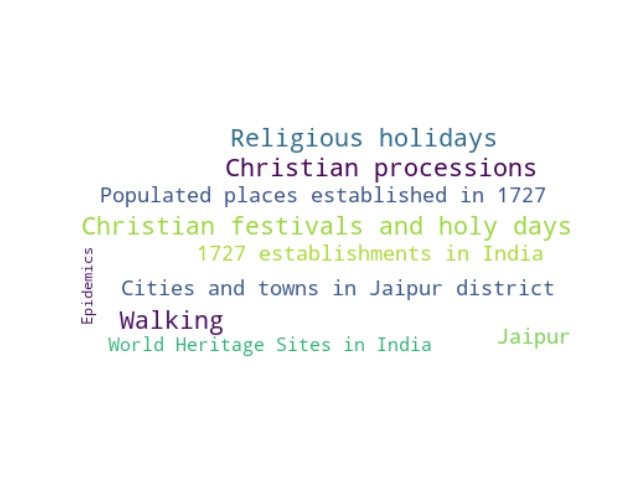 Religious holidays
Christian processions
Populated places established in 1727
Christian festivals and holy days
1727 establishments in India
Epidemics
Cities and towns in Jaipur district
Walking
Jaipur
World Heritage Sites in India